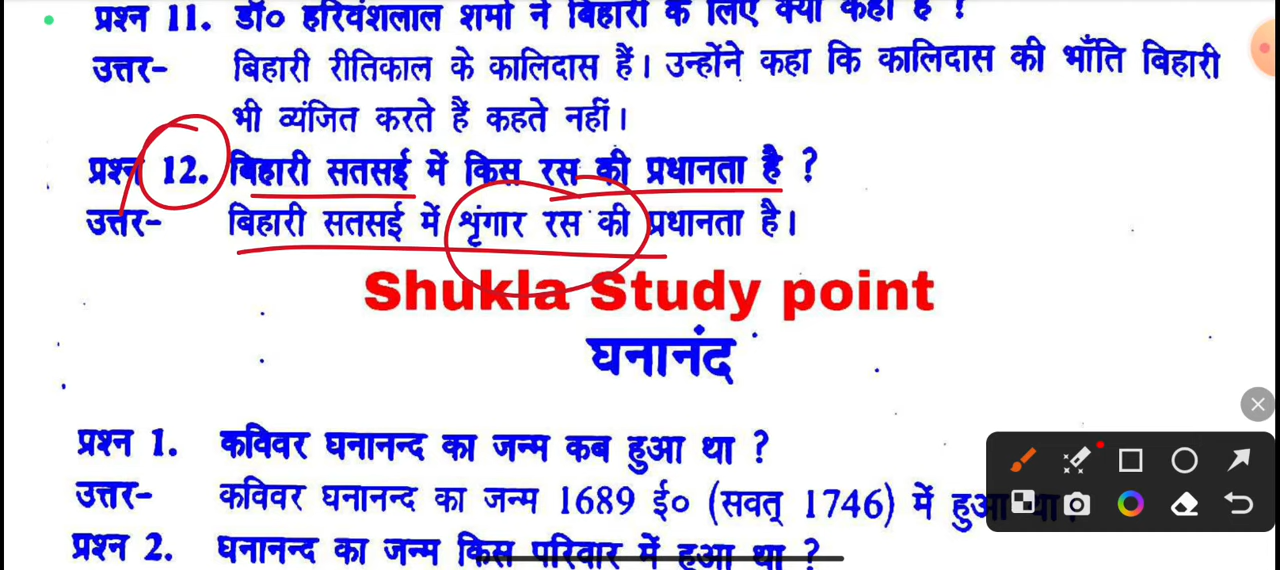 प्रश्न 11. डॉ० हरिवंशलाल शर्मा ने बिहारी के लिए क्या कहा है ?
उत्तर- बिहारी रीतिकाल के कालिदास हैं। उन्होंने कहा कि कालिदास की भाँति बिहारी
भी व्यंजित करते हैं कहते नहीं।
प्रश्न 12. बिहारी सतसई में किस रस की प्रधानता है ?
उत्तर- बिहारी सतसई में शृंगार रस की प्रधानता है।
Shukla Study point
घनानंद
प्रश्न 1. कविवर घनानन्द का जन्म कब हुआ था ?
उत्तर- कविवर घनानन्द का जन्म 1689 ई० (सवत् 1746) में हुआ था।
प्रश्न 2. घनानन्द का जन्म किस परिवार में हुआ था ?